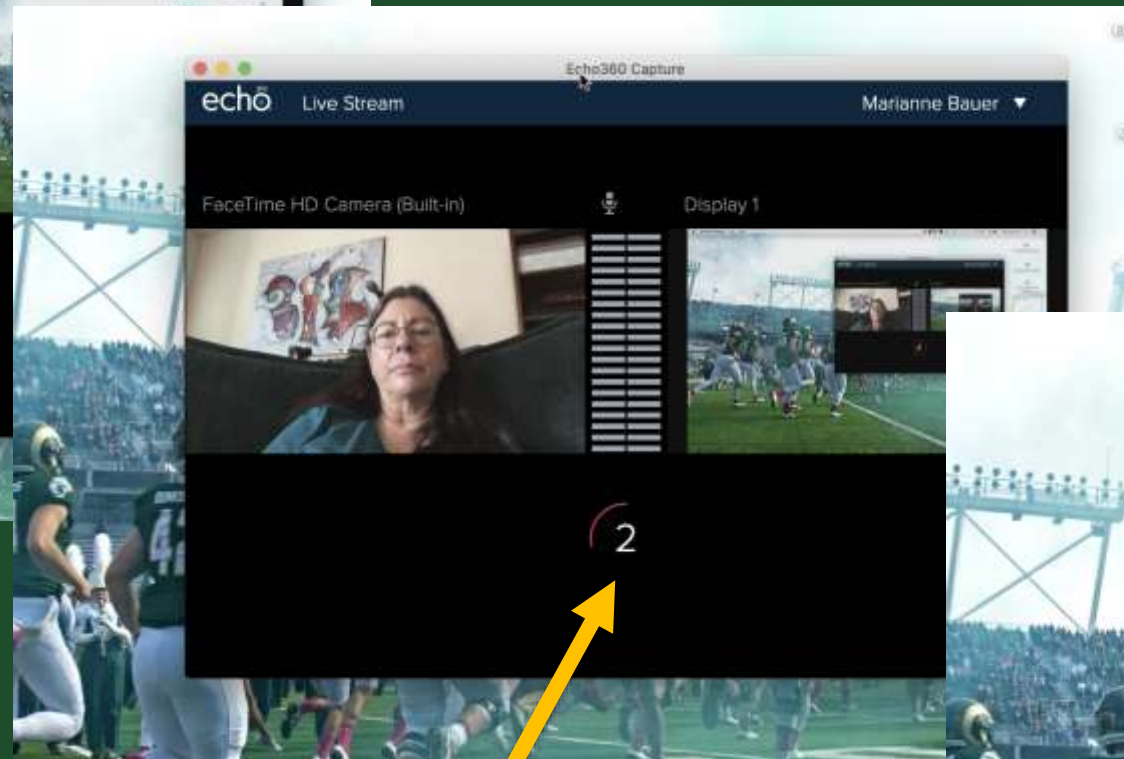 Echo360 Capture
echo Live Stream Marianne Bauer ▼
FaceTime HD Camera (Built-in) Display 1
2